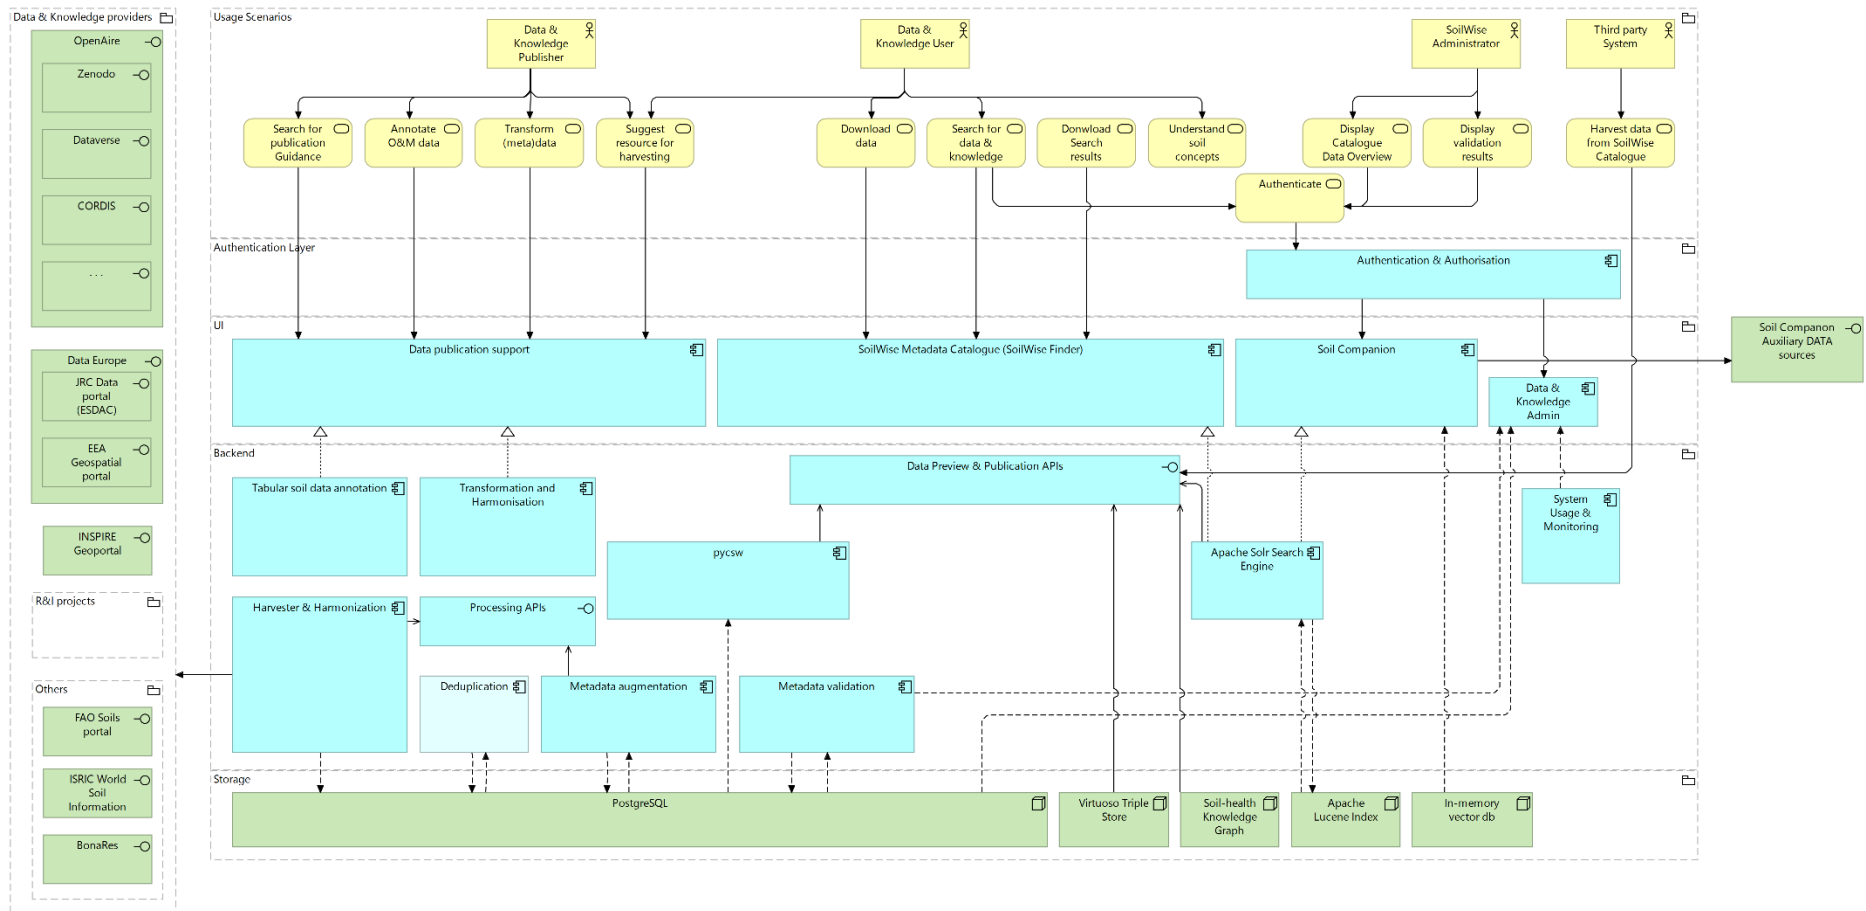 Data & Knowledge providers
OpenAire
Zenodo
Dataverse
CORDIS
...
Data Europe
JRC Data
portal
(ESDAC)
EEA
Geospatial
portal
INSPIRE
Geoportal
R&I projects
Others
FAO Soils
portal
ISRIC World
Soil
Information
BonaRes
Usage Scenarios
Data &
Knowledge
Publisher
Data &
Knowledge User
SoilWise
Administrator
Third party
System
Search for
publication
Guidance
Annotate
O&M data
Transform
(meta)data
Suggest
resource for
harvesting
Download
data
Search for
data &
knowledge
Donwload
Search
results
Understand
soil
concepts
Display
Catalogue
Data Overview
Display
validation
results
Harvest data
from SoilWise
Catalogue
Authenticate
Authentication Layer
Authentication & Authorisation
UI
Data publication support
SoilWise Metadata Catalogue (SoilWise Finder)
Soil Companion
Data &
Knowledge
Admin
Soil Companon
Auxiliary DATA
sources
Backend
Data Preview & Publication APIs
Tabular soil data annotation
Transformation and
Harmonisation
System
Usage &
Monitoring
pycsw
Apache Solr Search
Engine
Harvester & Harmonization
Processing APIs
Deduplication
Metadata augmentation
Metadata validation
Storage
PostgreSQL
Virtuoso Triple
Store
Soil-health
Knowledge
Graph
Apache
Lucene Index
In-memory
vector db